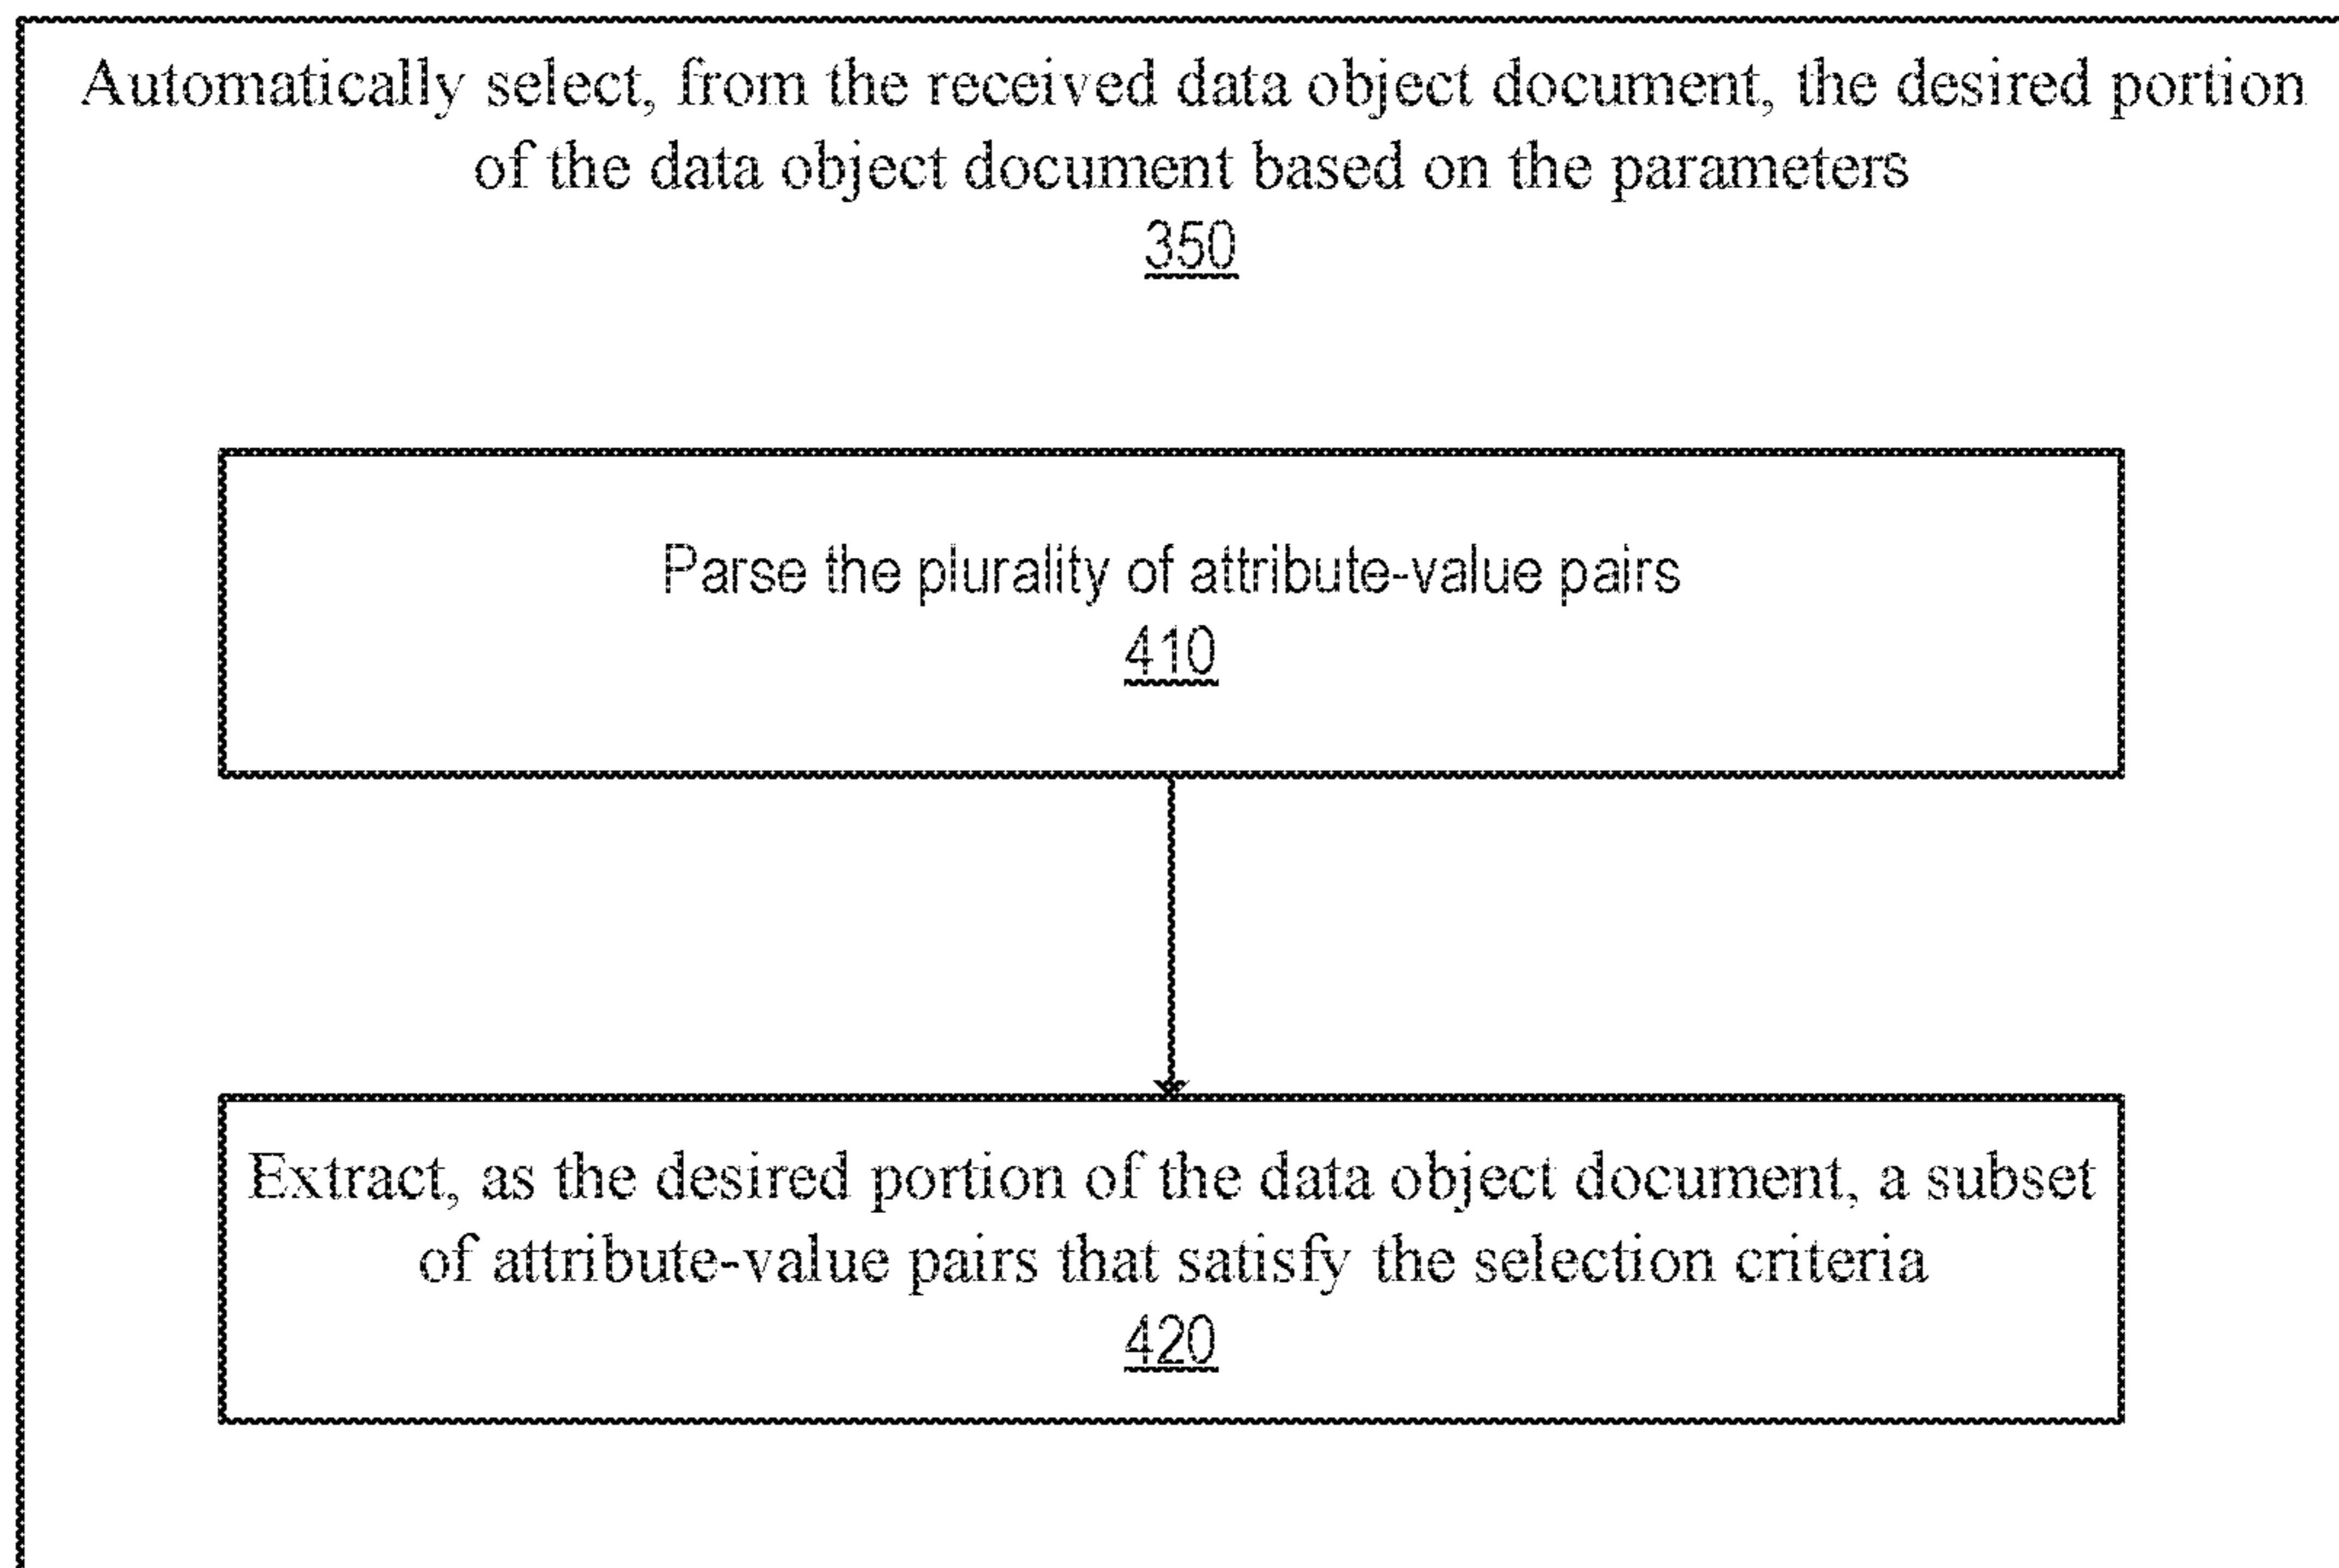 Automatically select, from the received data object document, the desired portion
of the data object document based on the parameters
350
Parse the plurality of attribute-value pairs
410
Extract, as the desired portion of the data object document, a subset
of attribute-value pairs that satisfy the selection criteria
420